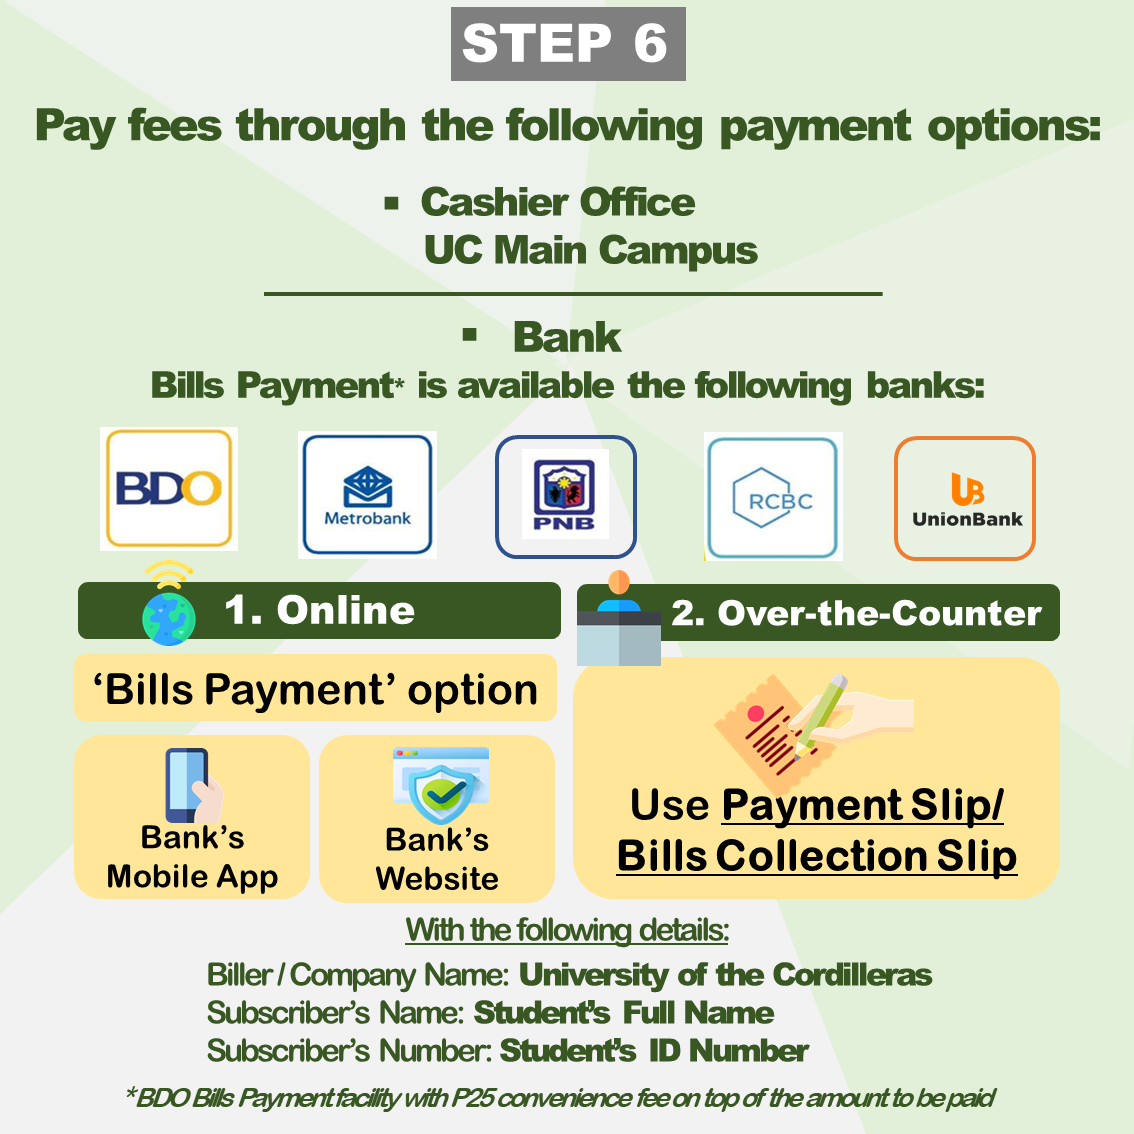 STEP 6
Pay fees through the following payment options:
▪ Cashier Office
UC Main Campus
▪ Bank
Bills Payment* is available the following banks:
BDO
Metrobank
PNB
RCBC
UB
UnionBank
1. Online
2. Over-the-Counter
‘Bills Payment’ option
Bank’s
Mobile App
Bank’s
Website
Use Payment Slip/
Bills Collection Slip
With the following details:
Biller / Company Name: University of the Cordilleras
Subscriber’s Name: Student’s Full Name
Subscriber’s Number: Student’s ID Number
*BDO Bills Payment facility with P25 convenience fee on top of the amount to be paid